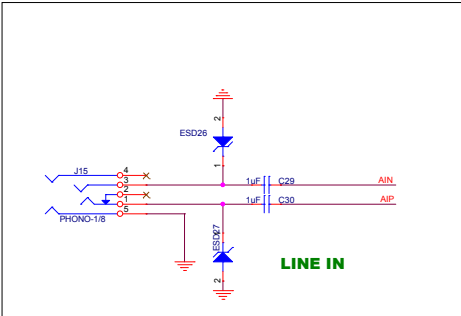 2
ESD26
1
J15
4
3
1uF C29 AIN
2
1
1uF C30 AIP
PHONO-1/8
5
ESD27
LINE IN
2